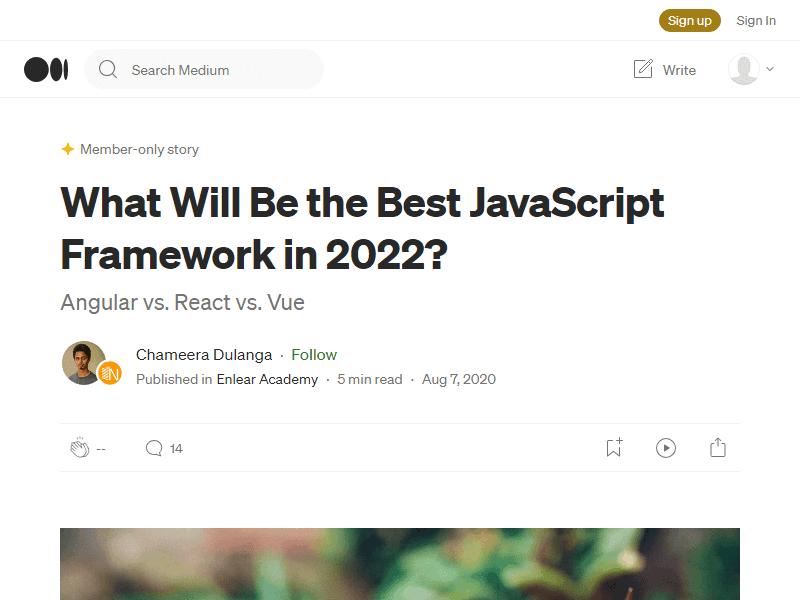 Sign up Sign In
Search Medium Write
Member-only story
What Will Be the Best JavaScript
Framework in 2022?
Angular vs. React vs. Vue
Chameera Dulanga · Follow
Published in Enlear Academy · 5 min read · Aug 7, 2020
-- 14